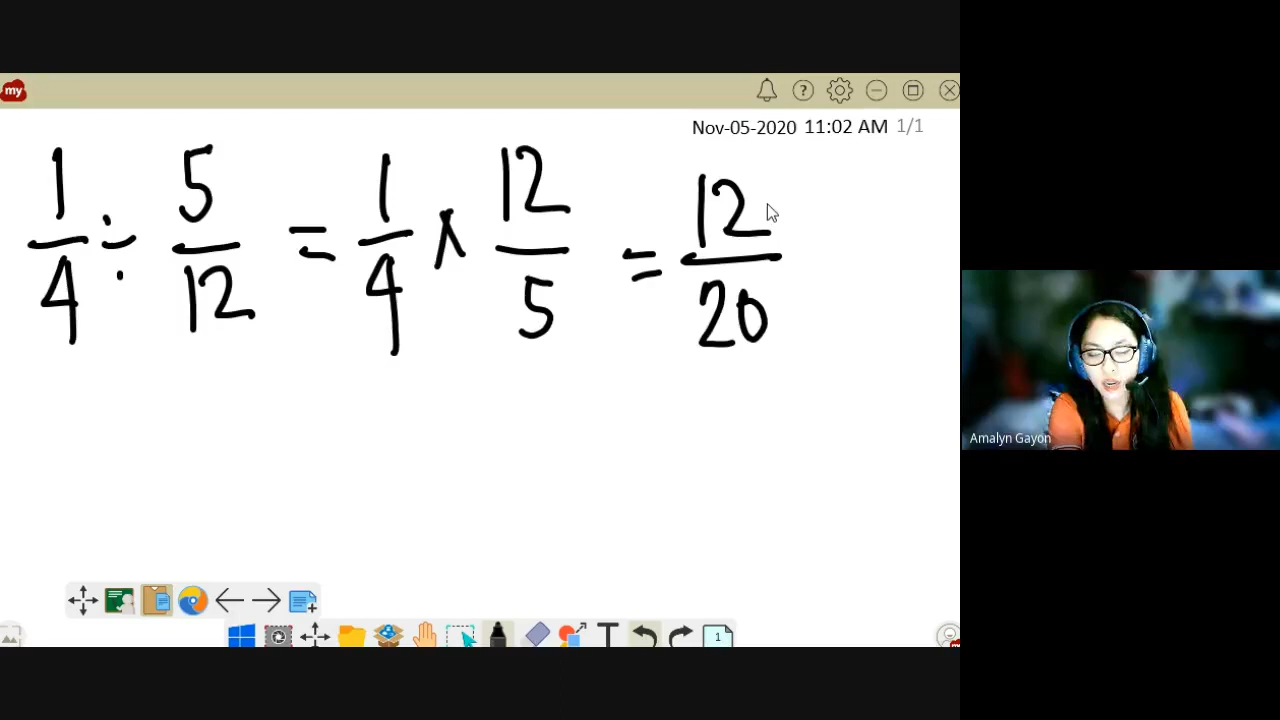 my
Nov-05-2020 11:02 AM 1/1
1/4 ÷ 5/12 = 1/4 x 12/5 = 12/20
Amalyn Gayon
T
1
my